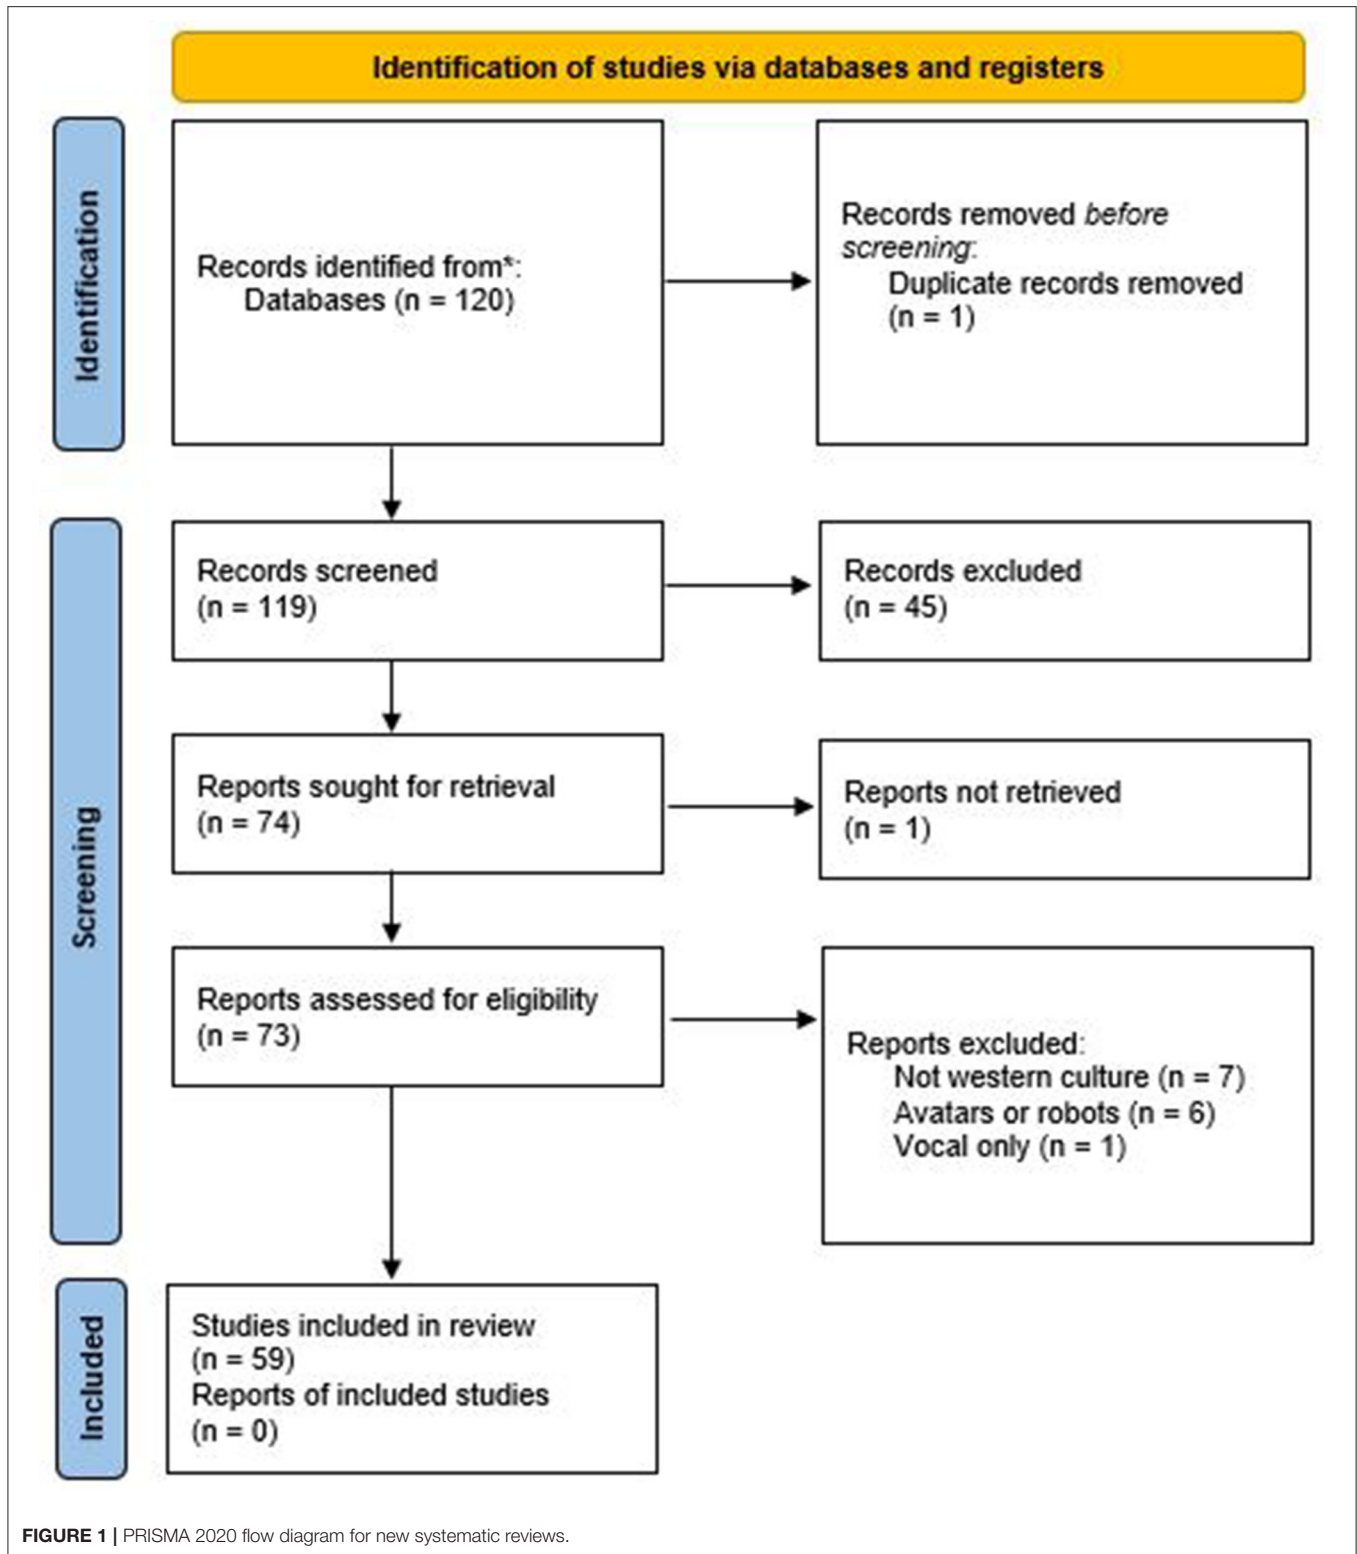 Identification of studies via databases and registers
Identification
Records identified from*:
Databases (n = 120)
Records removed before
screening:
Duplicate records removed
(n = 1)
Screening
Records screened
(n = 119)
Records excluded
(n = 45)
Reports sought for retrieval
(n = 74)
Reports not retrieved
(n = 1)
Reports assessed for eligibility
(n = 73)
Reports excluded:
Not western culture (n = 7)
Avatars or robots (n = 6)
Vocal only (n = 1)
Included
Studies included in review
(n = 59)
Reports of included studies
(n = 0)
FIGURE 1 | PRISMA 2020 flow diagram for new systematic reviews.